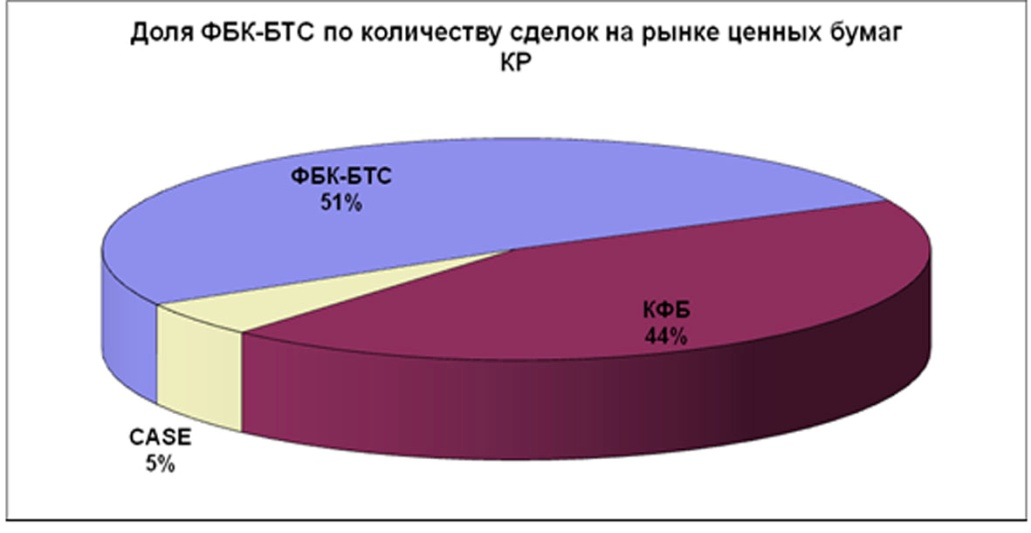 Доля ФБК-БТС по количеству сделок на рынке ценных бумаг
КР
ФБК-БТС
51%
КФБ
44%
CASE
5%